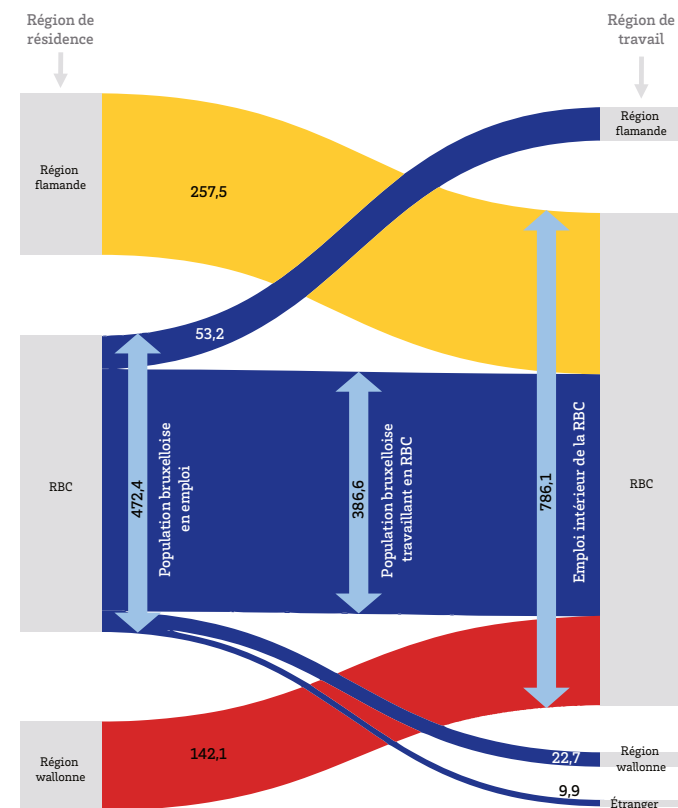 Région de
résidence
Région de
travail
Région
flamande
Région
flamande
257,5
53,2
RBC
472,4
Population bruxelloise
en emploi
386,6
Population bruxelloise
travaillant en RBC
786,1
Emploi intérieur de la RBC
RBC
Région
wallonne
142,1
22,7
Région
wallonne
9,9
Étranger